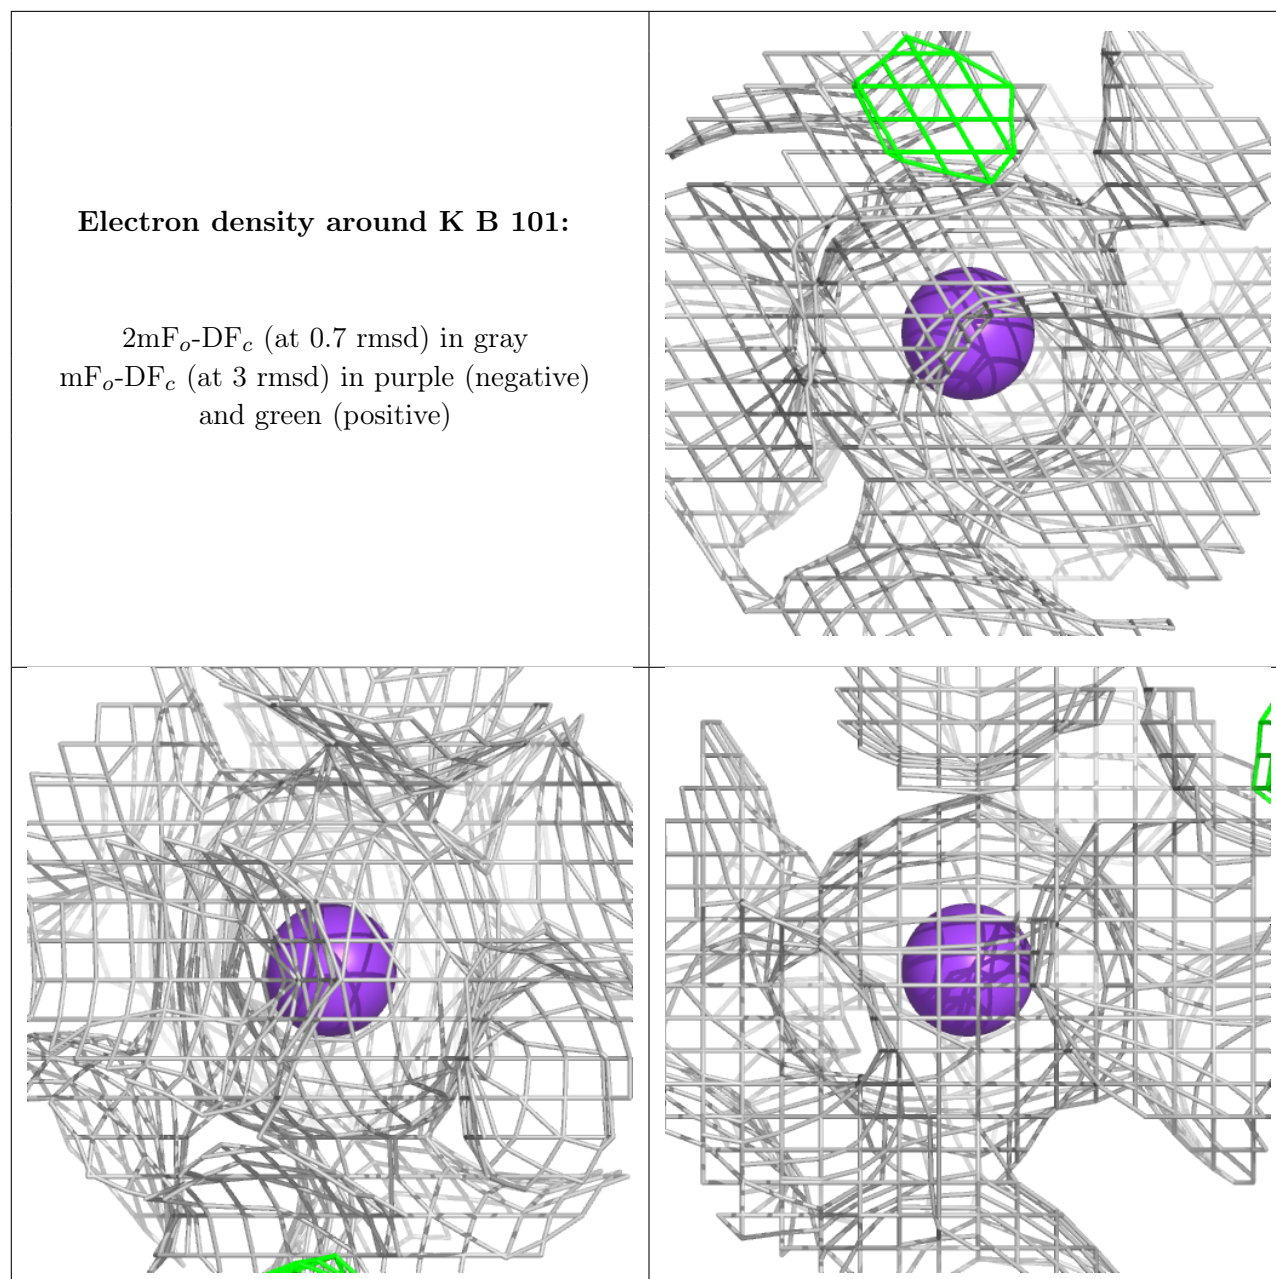 Electron density around K B 101:
2mFₒ-DF𝒸 (at 0.7 rmsd) in gray
mFₒ-DF𝒸 (at 3 rmsd) in purple (negative)
and green (positive)